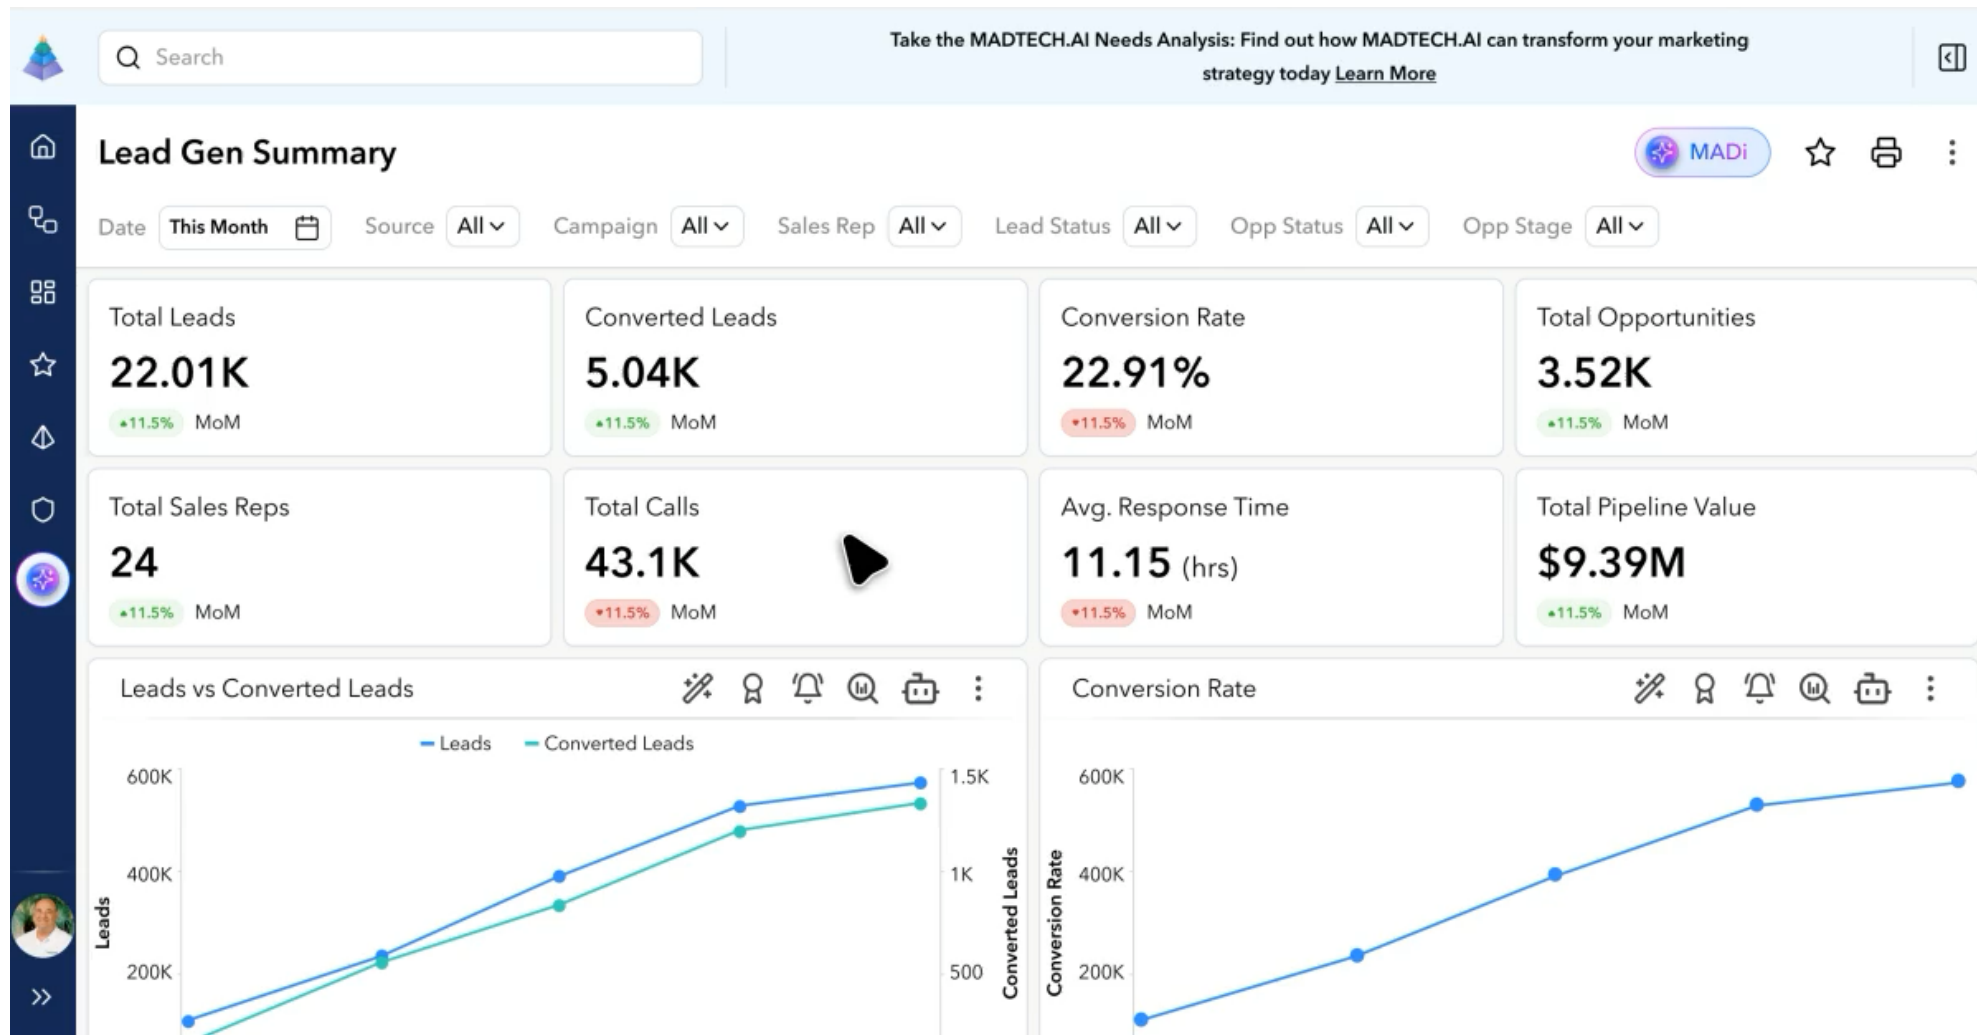 Search
Take the MADTECH.AI Needs Analysis: Find out how MADTECH.AI can transform your marketing
strategy today Learn More
Lead Gen Summary
MADi
Date This Month Source All Campaign All Sales Rep All Lead Status All Opp Status All Opp Stage All
Total Leads
22.01K
11.5% MoM
Converted Leads
5.04K
11.5% MoM
Conversion Rate
22.91%
11.5% MoM
Total Opportunities
3.52K
11.5% MoM
Total Sales Reps
24
11.5% MoM
Total Calls
43.1K
11.5% MoM
Avg. Response Time
11.15 (hrs)
11.5% MoM
Total Pipeline Value
$9.39M
11.5% MoM
Leads vs Converted Leads
Leads Converted Leads
600K
400K
200K
Leads
1.5K
1K
500
Converted Leads
Conversion Rate
600K
400K
200K
Conversion Rate